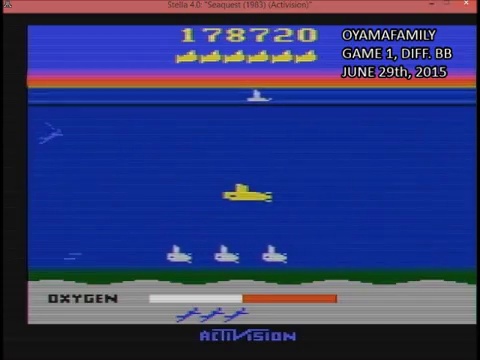 Stella 4.0: "Seaquest (1983) (Activision)"
178720
OYAMAFAMILY
GAME 1, DIFF. BB
JUNE 29th, 2015
OXYGEN
ACTIVISION